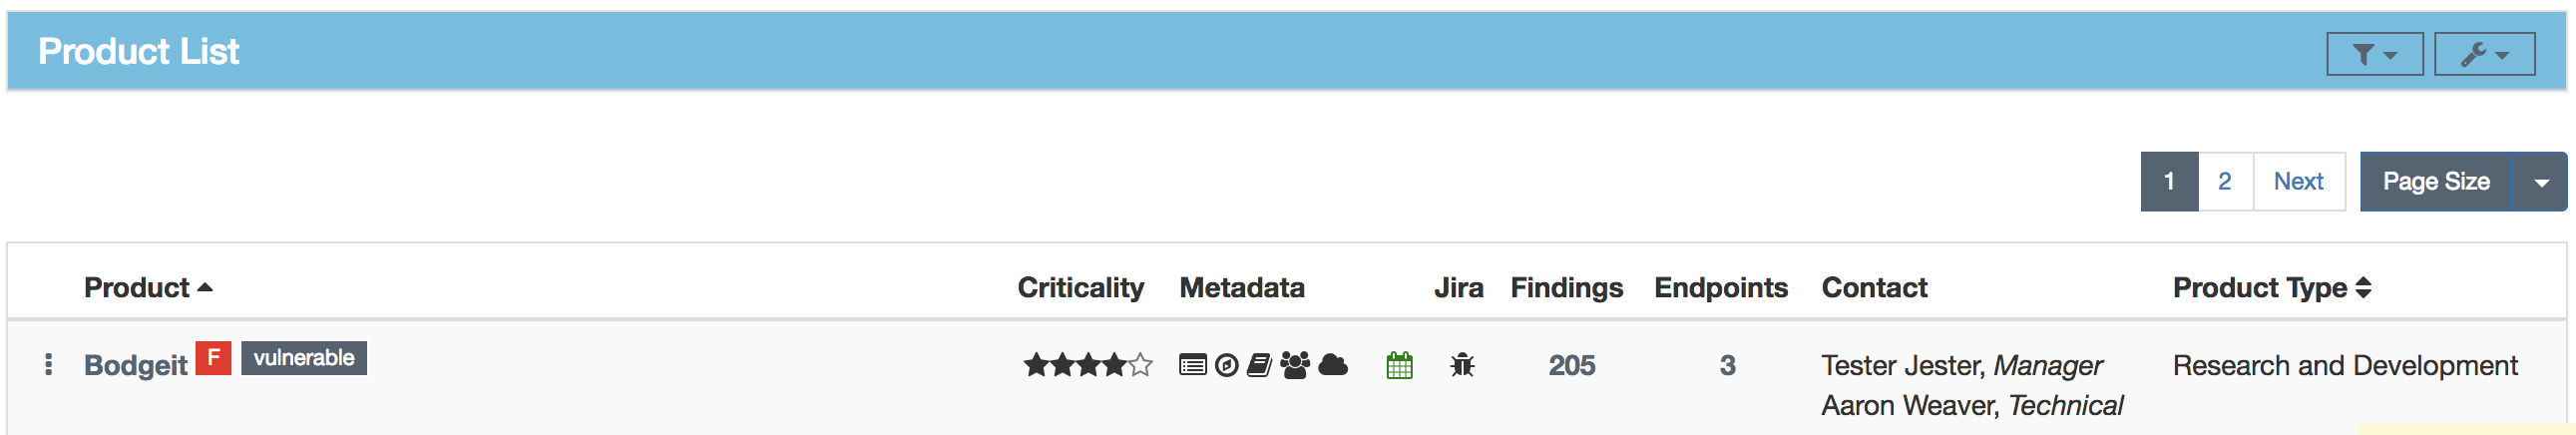 Product List
1 2 Next Page Size
Product Criticality Metadata Jira Findings Endpoints Contact Product Type
Bodgeit F vulnerable 205 3 Tester Jester, Manager Research and Development
Aaron Weaver, Technical